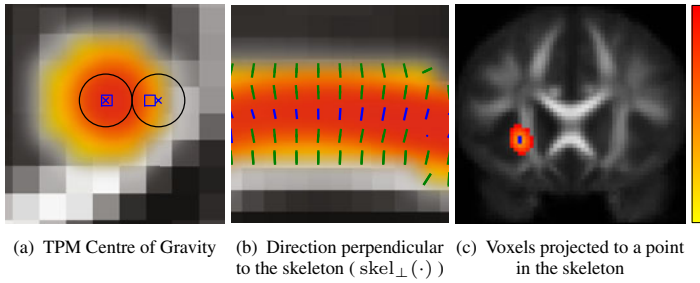 (a) TPM Centre of Gravity
(b) Direction perpendicular
to the skeleton ( skel⊥(·) )
(c) Voxels projected to a point
in the skeleton